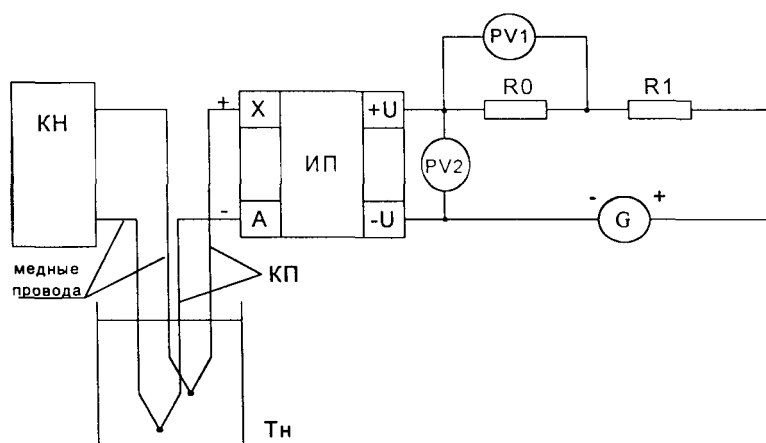 PV1
КН
+
X
ИП
+U
R0
R1
PV2
-
A
-U
-
G
+
медные
провода
КП
Тн